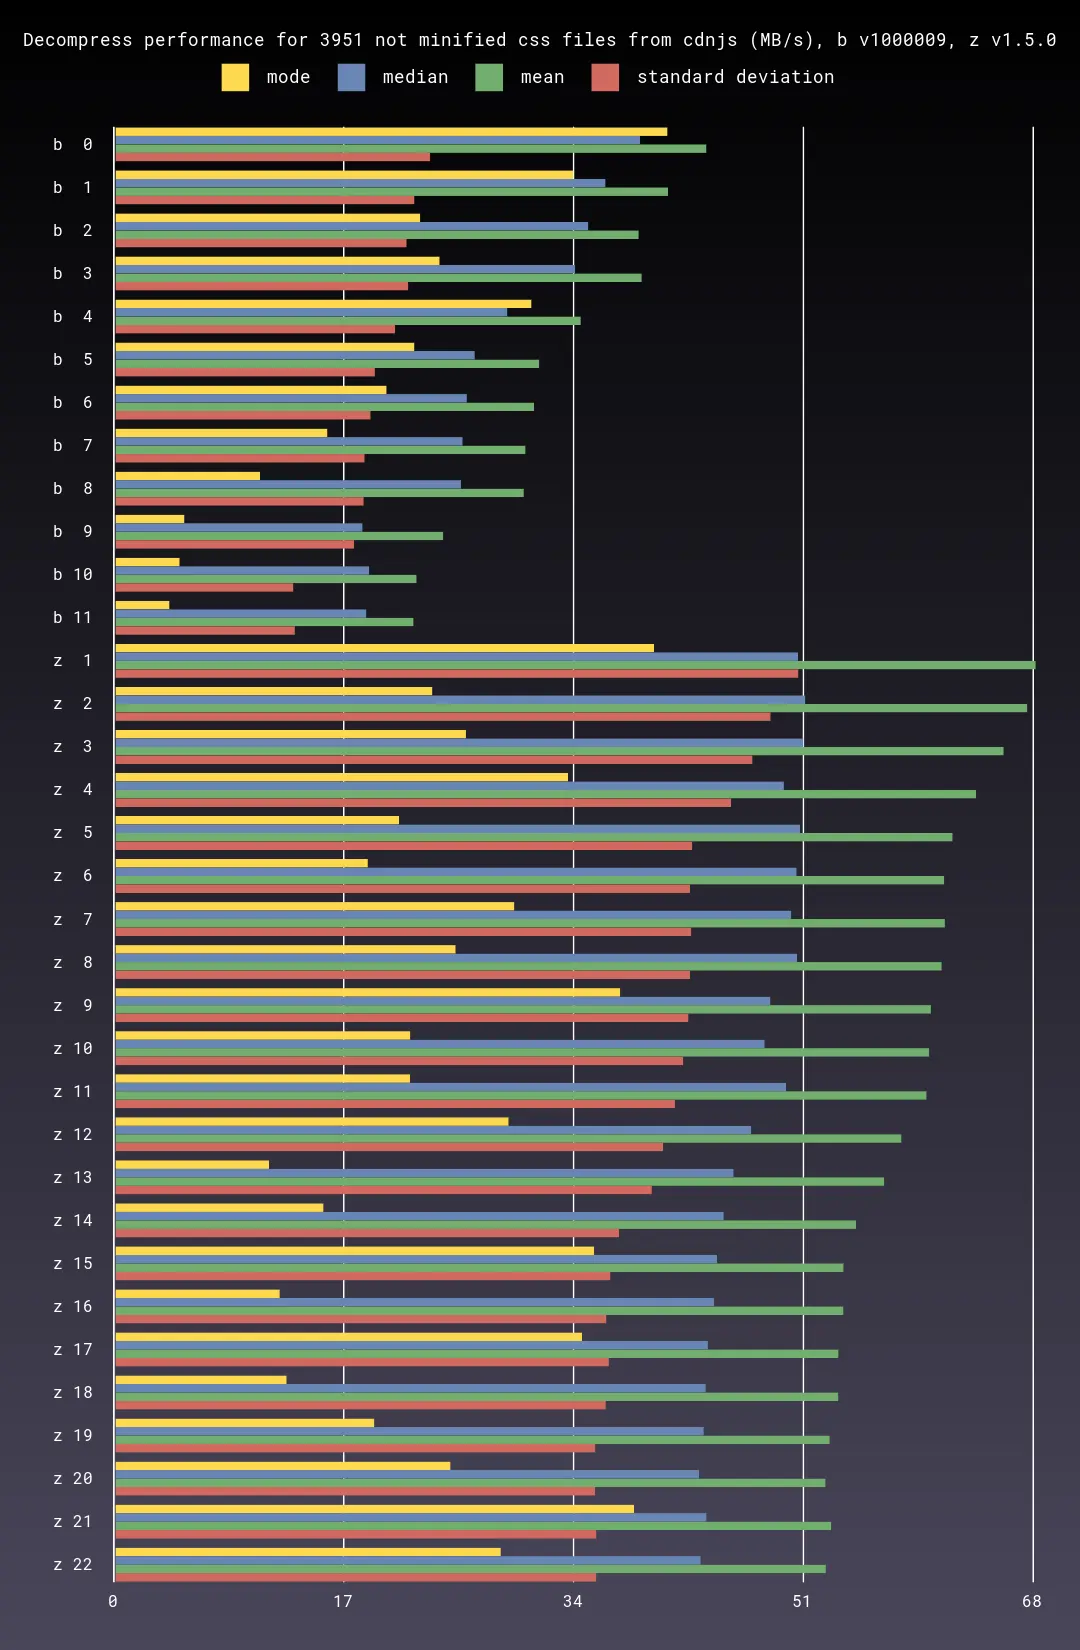 Decompress performance for 3951 not minified css files from cdnjs (MB/s), b v1000009, z v1.5.0
mode median mean standard deviation
b 0
b 1
b 2
b 3
b 4
b 5
b 6
b 7
b 8
b 9
b 10
b 11
z 1
z 2
z 3
z 4
z 5
z 6
z 7
z 8
z 9
z 10
z 11
z 12
z 13
z 14
z 15
z 16
z 17
z 18
z 19
z 20
z 21
z 22
0 17 34 51 68